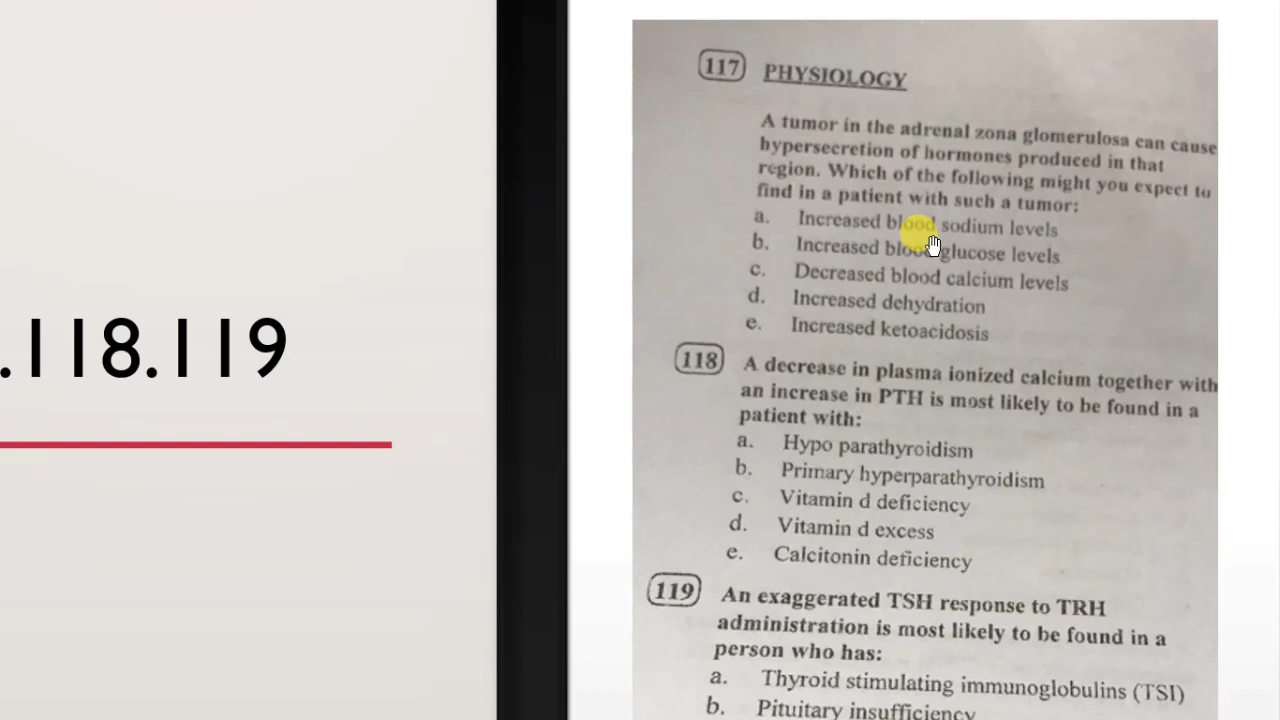 .118.119
117 PHYSIOLOGY
A tumor in the adrenal zona glomerulosa can cause
hypersecretion of hormones produced in that
region. Which of the following might you expect to
find in a patient with such a tumor:
a. Increased blood sodium levels
b. Increased blood glucose levels
c. Decreased blood calcium levels
d. Increased dehydration
e. Increased ketoacidosis
118 A decrease in plasma ionized calcium together with
an increase in PTH is most likely to be found in a
patient with:
a. Hypo parathyroidism
b. Primary hyperparathyroidism
c. Vitamin d deficiency
d. Vitamin d excess
e. Calcitonin deficiency
119 An exaggerated TSH response to TRH
administration is most likely to be found in a
person who has:
a. Thyroid stimulating immunoglobulins (TSI)
b. Pituitary insufficiency